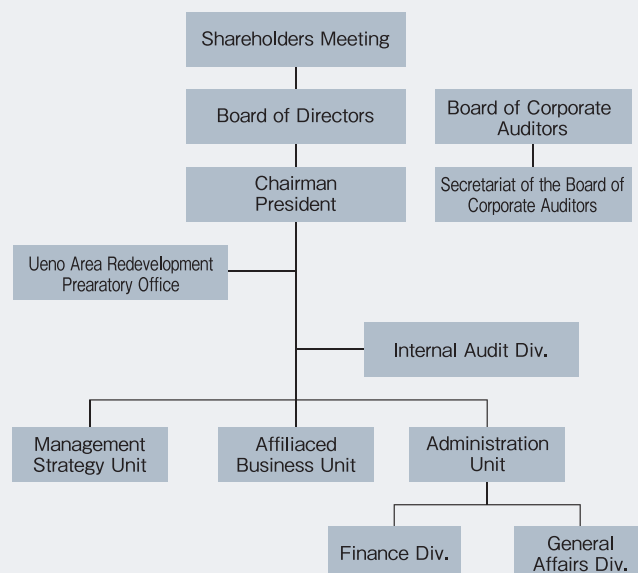 Shareholders Meeting
Board of Directors
Board of Corporate
Auditors
Chairman
President
Secretariat of the Board of
Corporate Auditors
Ueno Area Redevelopment
Prearatory Office
Internal Audit Div.
Management
Strategy Unit
Affiliaced
Business Unit
Administration
Unit
Finance Div.
General
Affairs Div.